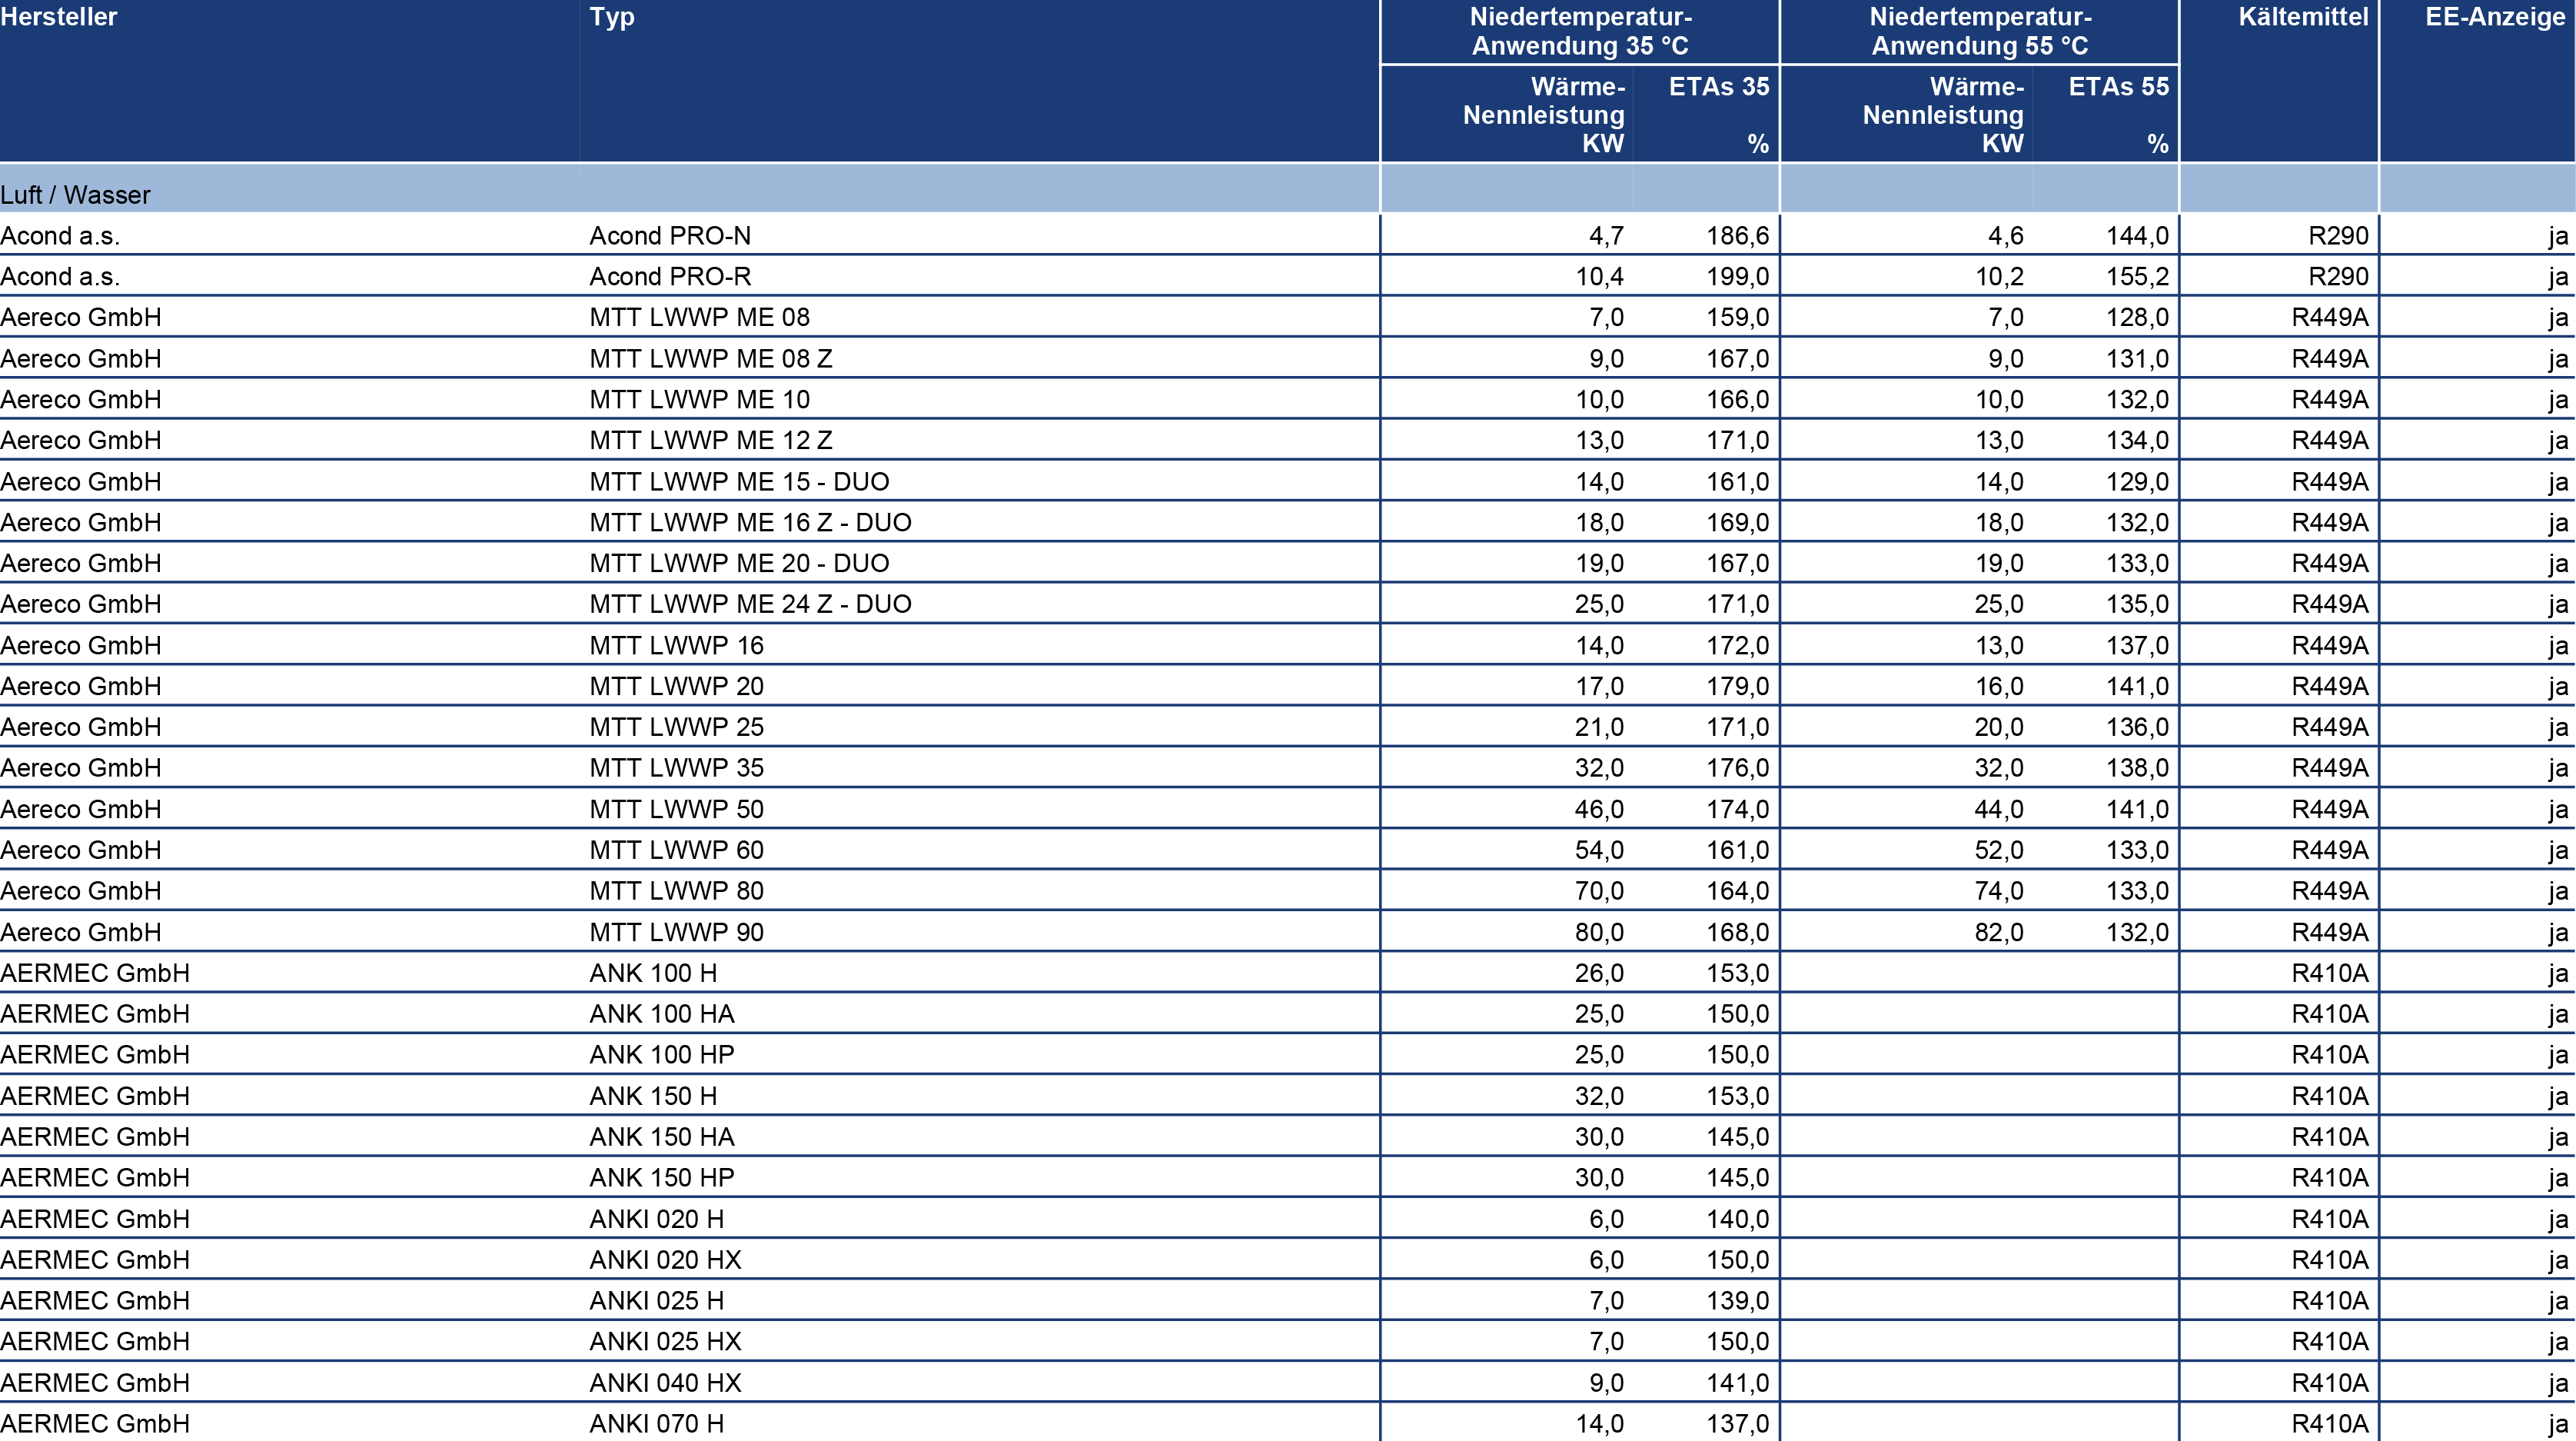 Hersteller Typ Niedertemperatur- Niedertemperatur- Kältemittel EE-Anzeige
Anwendung 35 °C Anwendung 55 °C
Wärme- ETAs 35 Wärme- ETAs 55
Nennleistung Nennleistung
KW % KW %
Luft / Wasser
Acond a.s. Acond PRO-N 4,7 186,6 4,6 144,0 R290 ja
Acond a.s. Acond PRO-R 10,4 199,0 10,2 155,2 R290 ja
Aereco GmbH MTT LWWP ME 08 7,0 159,0 7,0 128,0 R449A ja
Aereco GmbH MTT LWWP ME 08 Z 9,0 167,0 9,0 131,0 R449A ja
Aereco GmbH MTT LWWP ME 10 10,0 166,0 10,0 132,0 R449A ja
Aereco GmbH MTT LWWP ME 12 Z 13,0 171,0 13,0 134,0 R449A ja
Aereco GmbH MTT LWWP ME 15 - DUO 14,0 161,0 14,0 129,0 R449A ja
Aereco GmbH MTT LWWP ME 16 Z - DUO 18,0 169,0 18,0 132,0 R449A ja
Aereco GmbH MTT LWWP ME 20 - DUO 19,0 167,0 19,0 133,0 R449A ja
Aereco GmbH MTT LWWP ME 24 Z - DUO 25,0 171,0 25,0 135,0 R449A ja
Aereco GmbH MTT LWWP 16 14,0 172,0 13,0 137,0 R449A ja
Aereco GmbH MTT LWWP 20 17,0 179,0 16,0 141,0 R449A ja
Aereco GmbH MTT LWWP 25 21,0 171,0 20,0 136,0 R449A ja
Aereco GmbH MTT LWWP 35 32,0 176,0 32,0 138,0 R449A ja
Aereco GmbH MTT LWWP 50 46,0 174,0 44,0 141,0 R449A ja
Aereco GmbH MTT LWWP 60 54,0 161,0 52,0 133,0 R449A ja
Aereco GmbH MTT LWWP 80 70,0 164,0 74,0 133,0 R449A ja
Aereco GmbH MTT LWWP 90 80,0 168,0 82,0 132,0 R449A ja
AERMEC GmbH ANK 100 H 26,0 153,0 R410A ja
AERMEC GmbH ANK 100 HA 25,0 150,0 R410A ja
AERMEC GmbH ANK 100 HP 25,0 150,0 R410A ja
AERMEC GmbH ANK 150 H 32,0 153,0 R410A ja
AERMEC GmbH ANK 150 HA 30,0 145,0 R410A ja
AERMEC GmbH ANK 150 HP 30,0 145,0 R410A ja
AERMEC GmbH ANKI 020 H 6,0 140,0 R410A ja
AERMEC GmbH ANKI 020 HX 6,0 150,0 R410A ja
AERMEC GmbH ANKI 025 H 7,0 139,0 R410A ja
AERMEC GmbH ANKI 025 HX 7,0 150,0 R410A ja
AERMEC GmbH ANKI 040 HX 9,0 141,0 R410A ja
AERMEC GmbH ANKI 070 H 14,0 137,0 R410A ja